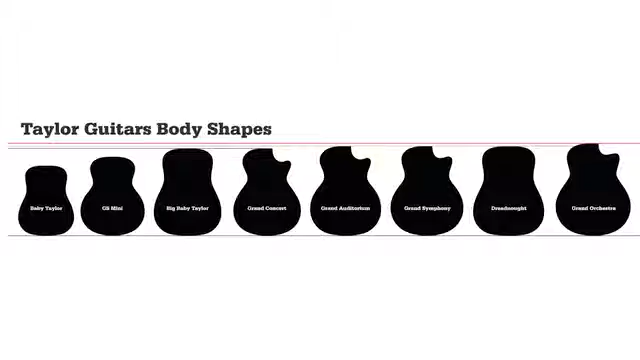 Taylor Guitars Body Shapes
Baby Taylor
GS Mini
Big Baby Taylor
Grand Concert
Grand Auditorium
Grand Symphony
Dreadnought
Grand Orchestra